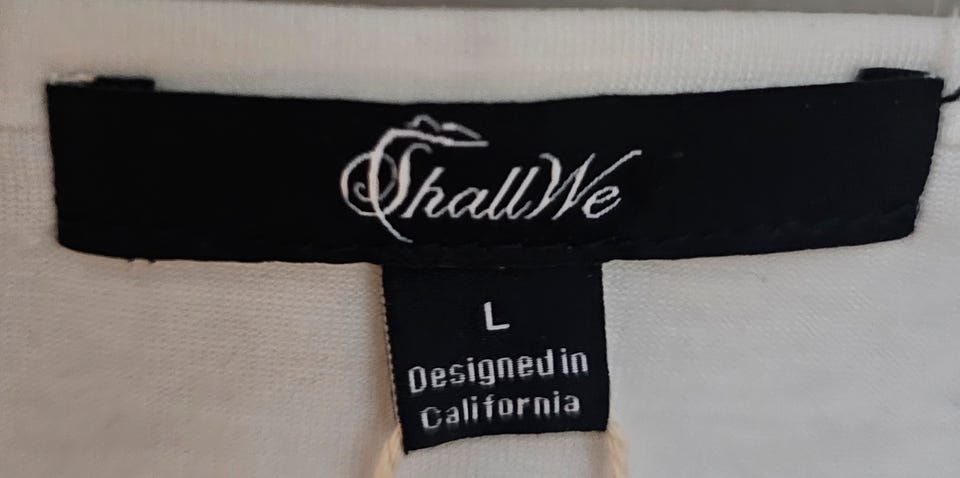 ShallWe
L
Designed in
California